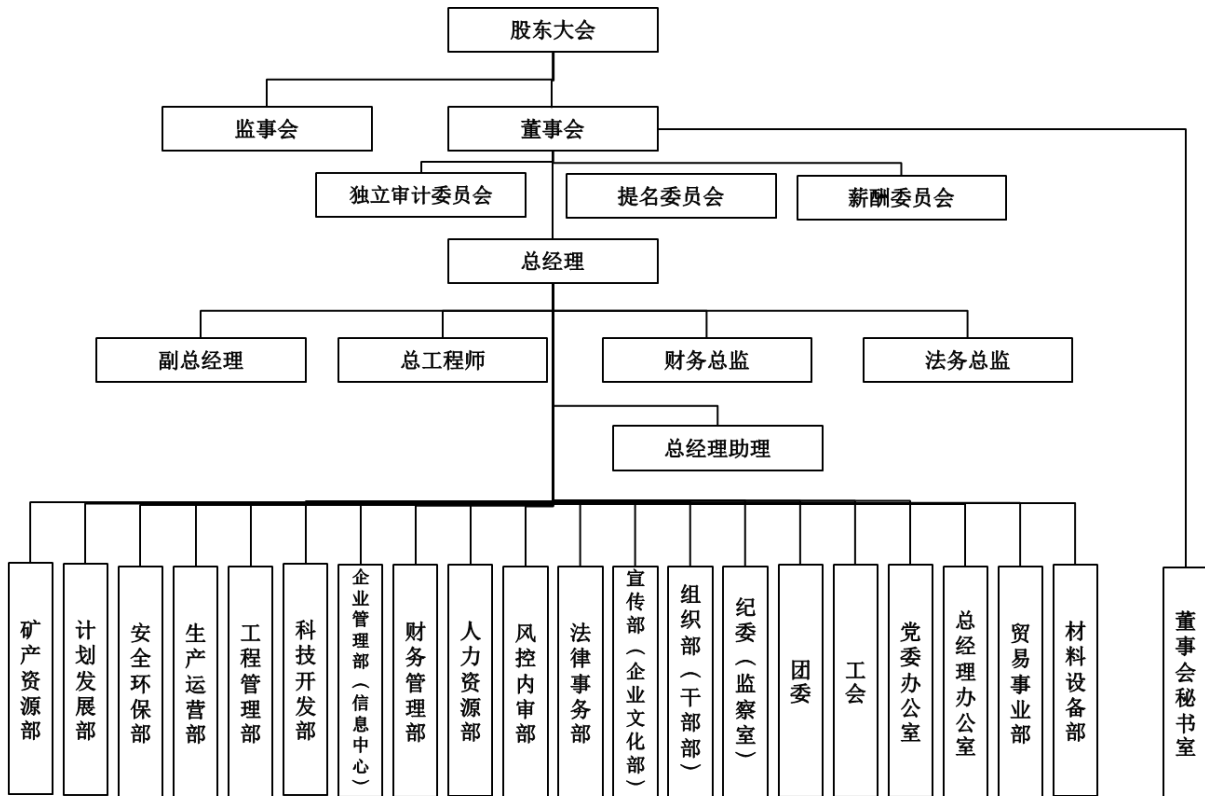 股东大会
监事会
董事会
独立审计委员会
提名委员会
薪酬委员会
总经理
副总经理
总工程师
财务总监
法务总监
总经理助理
矿产资源部
计划发展部
安全环保部
生产运营部
工程管理部
科技开发部
企业管理部（信息中心）
财务管理部
人力资源部
风控内审部
法律事务部
宣传部（企业文化部）
组织部（干部部）
纪委（监察室）
团委
工会
党委办公室
总经理办公室
贸易事业部
材料设备部
董事会秘书室